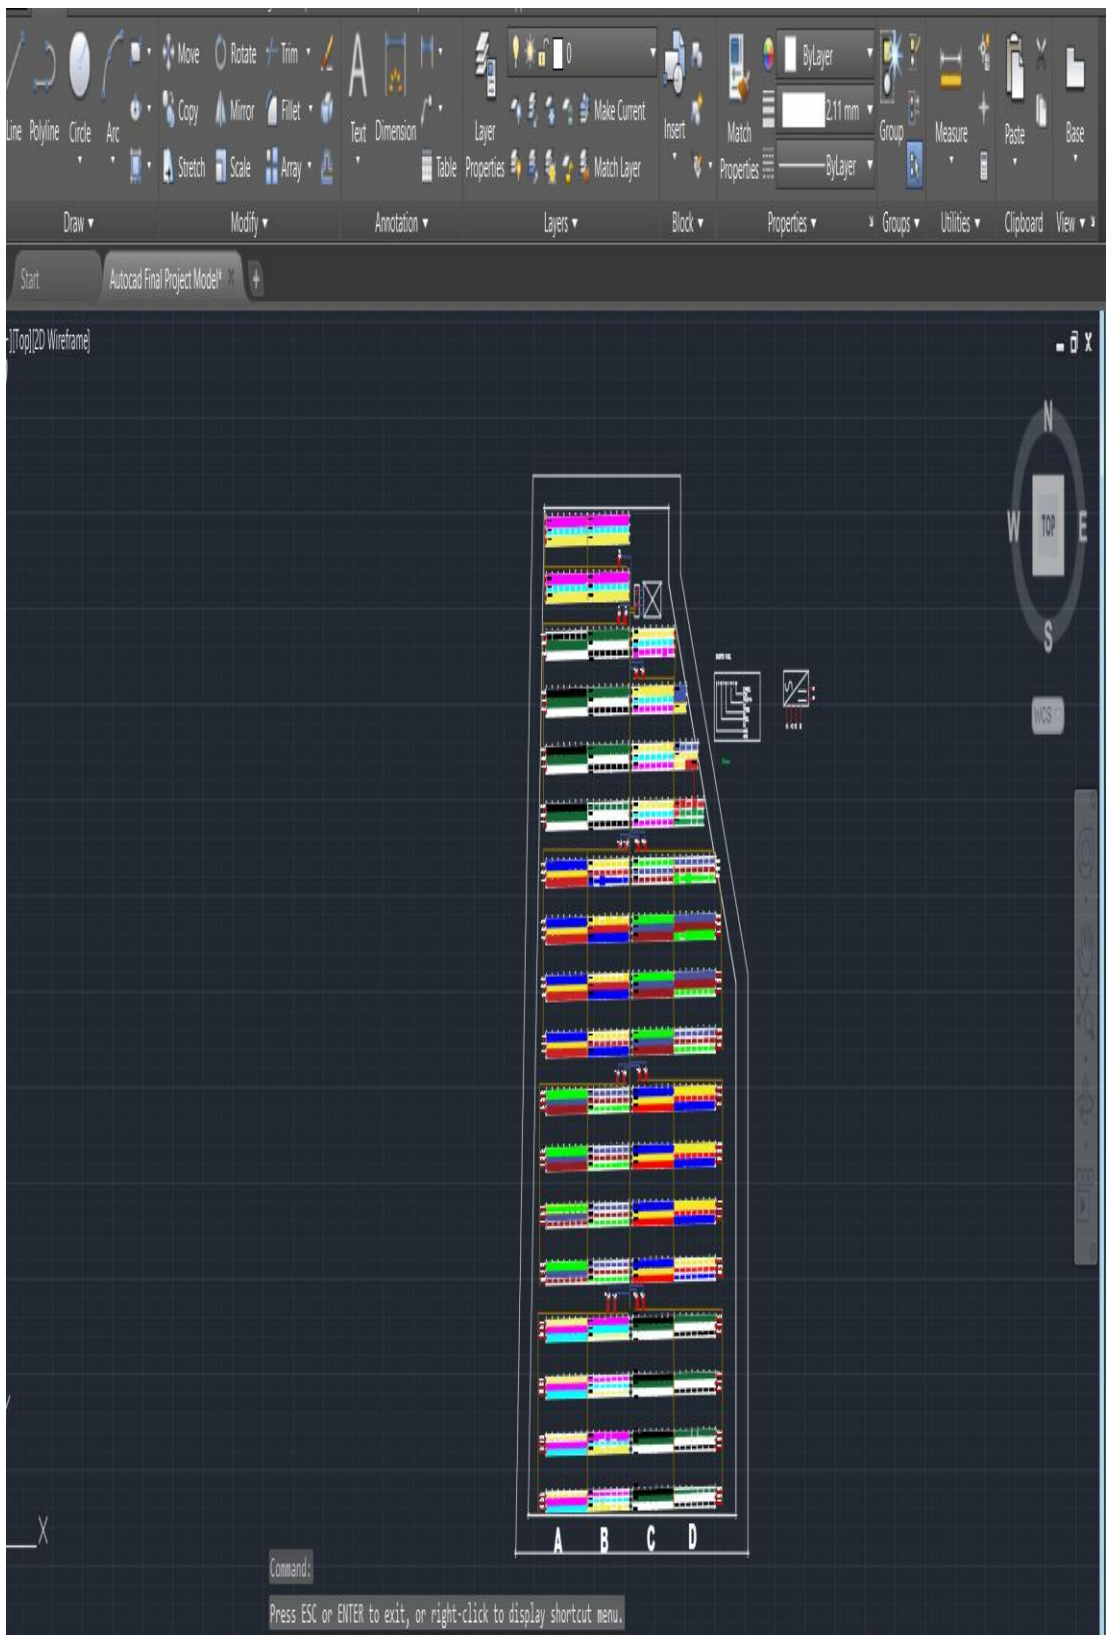 Line
Polyline
Circle
Arc
Move
Rotate
Trim
Copy
Mirror
Fillet
Stretch
Scale
Array
Text
Dimension
Table
Layer
Properties
0
Make Current
Match Layer
Insert
Match
Properties
ByLayer
2.11 mm
ByLayer
Group
Measure
Paste
Base
Draw
Modify
Annotation
Layers
Block
Properties
Groups
Utilities
Clipboard
View
Start
Autocad Final Project Model*
][Top][2D Wireframe]
N
W
TOP
E
S
WCS
A B C D
X
Command:
Press ESC or ENTER to exit, or right-click to display shortcut menu.